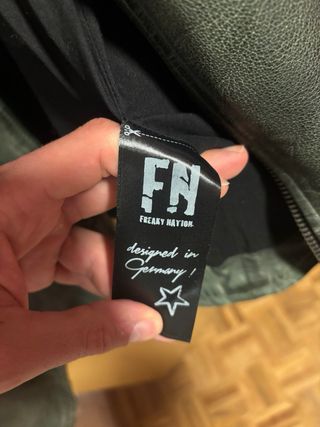 FN
FREAKY NATION
designed in
Germany!